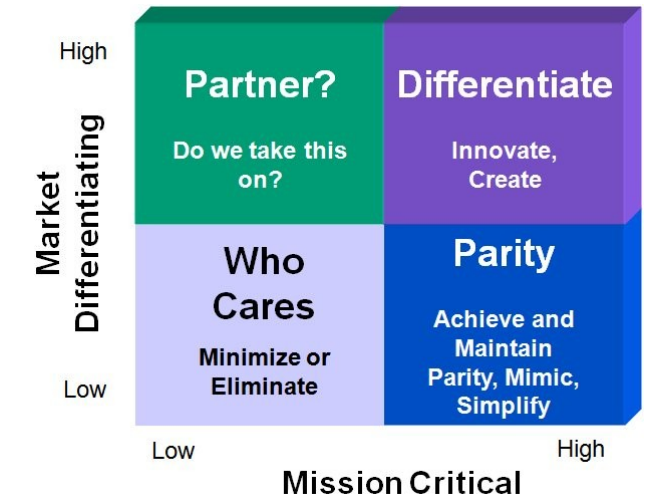 High
Market
Differentiating
Low
Partner?
Do we take this
on?
Differentiate
Innovate,
Create
Who
Cares
Minimize or
Eliminate
Parity
Achieve and
Maintain
Parity, Mimic,
Simplify
Low
High
Mission Critical